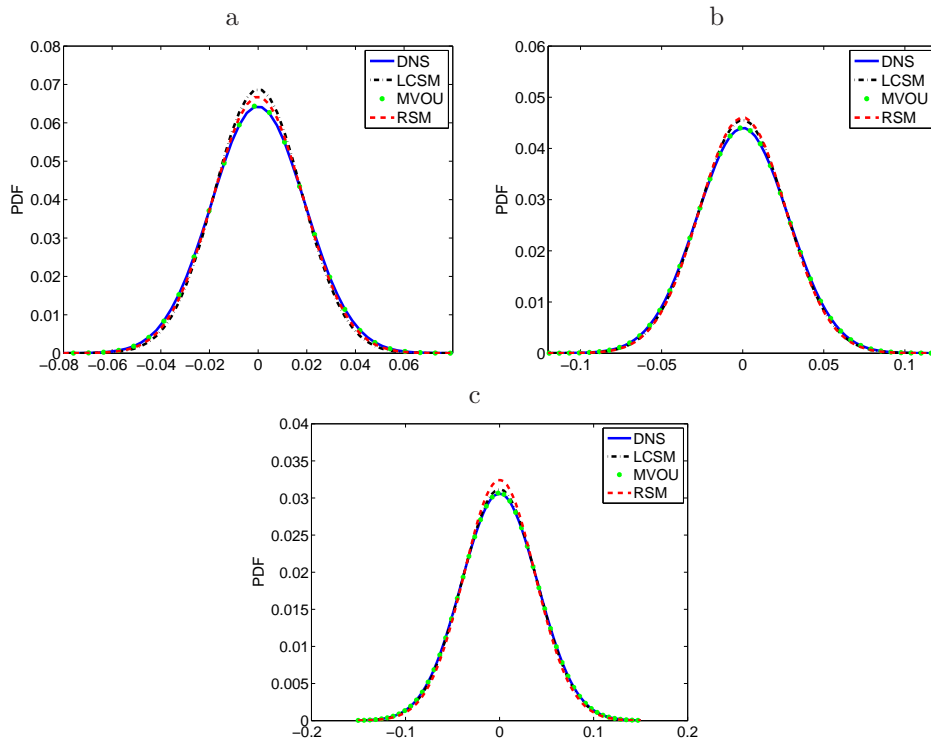 a
0.08
0.07
0.06
0.05
0.04
0.03
0.02
0.01
0
PDF
−0.08
−0.06
−0.04
−0.02
0
0.02
0.04
0.06
DNS
LCSM
MVOU
RSM
b
0.06
0.05
0.04
0.03
0.02
0.01
0
PDF
−0.1
−0.05
0
0.05
0.1
DNS
LCSM
MVOU
RSM
c
0.04
0.035
0.03
0.025
0.02
0.015
0.01
0.005
0
PDF
−0.2
−0.1
0
0.1
0.2
DNS
LCSM
MVOU
RSM